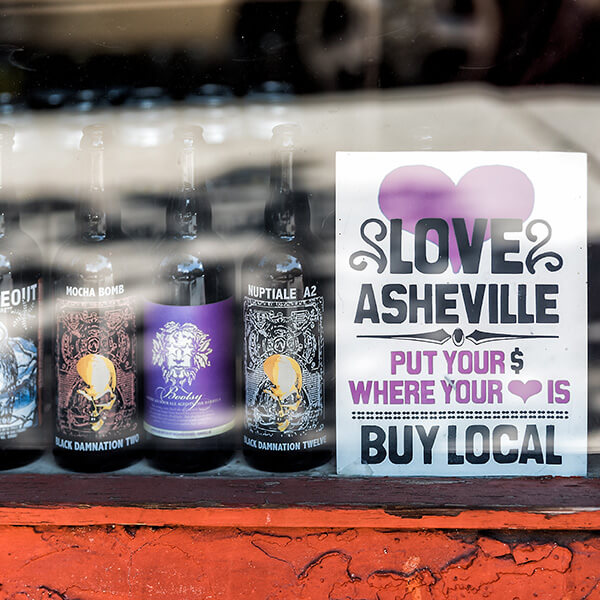 EOUT
MOCHA BOMB
BLACK DAMNATION TWO
Bootsy
NUPTIALE A2
BLACK DAMNATION TWELVE
LOVE
ASHEVILLE
PUT YOUR $
WHERE YOUR ♥ IS
BUY LOCAL